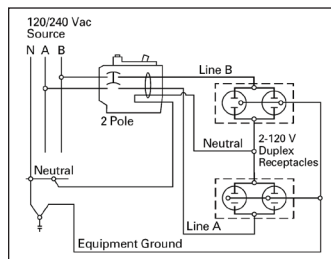 120/240 Vac
Source
N A B
Line B
2 Pole
Neutral
2-120 V
Duplex
Receptacles
Neutral
Line A
Equipment Ground